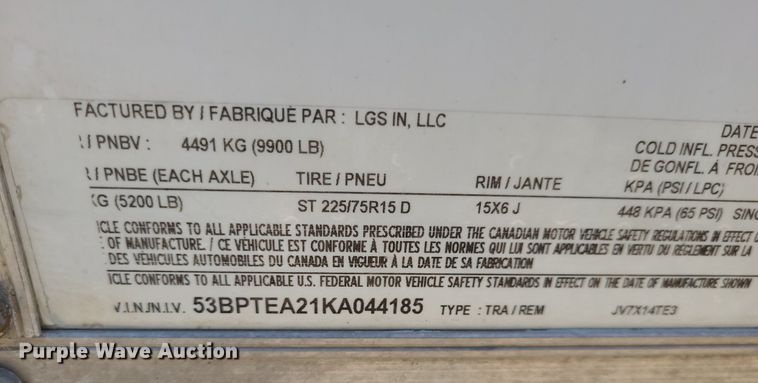 FACTURED BY / FABRIQUÉ PAR : LGS IN, LLC
DATE
/ PNBV : 4491 KG (9900 LB)
COLD INFL. PRESS
DE GONFL. À FROI
/ PNBE (EACH AXLE) TIRE / PNEU RIM / JANTE KPA (PSI / LPC)
KG (5200 LB) ST 225/75R15 D 15X6 J 448 KPA (65 PSI) SING
ICLE CONFORMS TO ALL APPLICABLE STANDARDS PRESCRIBED UNDER THE CANADIAN MOTOR VEHICLE SAFETY REGULATIONS IN EFFECT O
E OF MANUFACTURE. / CE VÉHICULE EST CONFORME À TOUTES LES NORMES QUI LUI SONT APPLICABLES EN VERTU DU RÈGLEMENT SUR LA
DES VÉHICULES AUTOMOBILES DU CANADA EN VIGUEUR À LA DATE DE SA FABRICATION
ICLE CONFORMS TO ALL APPLICABLE U.S. FEDERAL MOTOR VEHICLE SAFETY STANDARDS IN EFFECT ON THE DATE OF MANUFACTURE SHOWN
V.I.N./N.I.V. 53BPTEA21KA044185 TYPE : TRA / REM JV7X14TE3
Purple Wave Auction